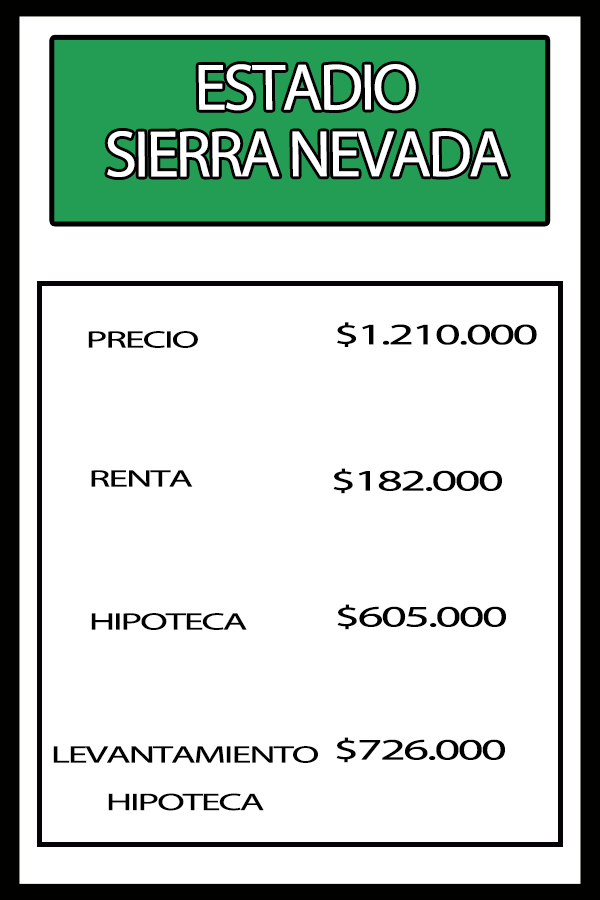 ESTADIO
SIERRA NEVADA
PRECIO $1.210.000
RENTA $182.000
HIPOTECA $605.000
LEVANTAMIENTO $726.000
HIPOTECA